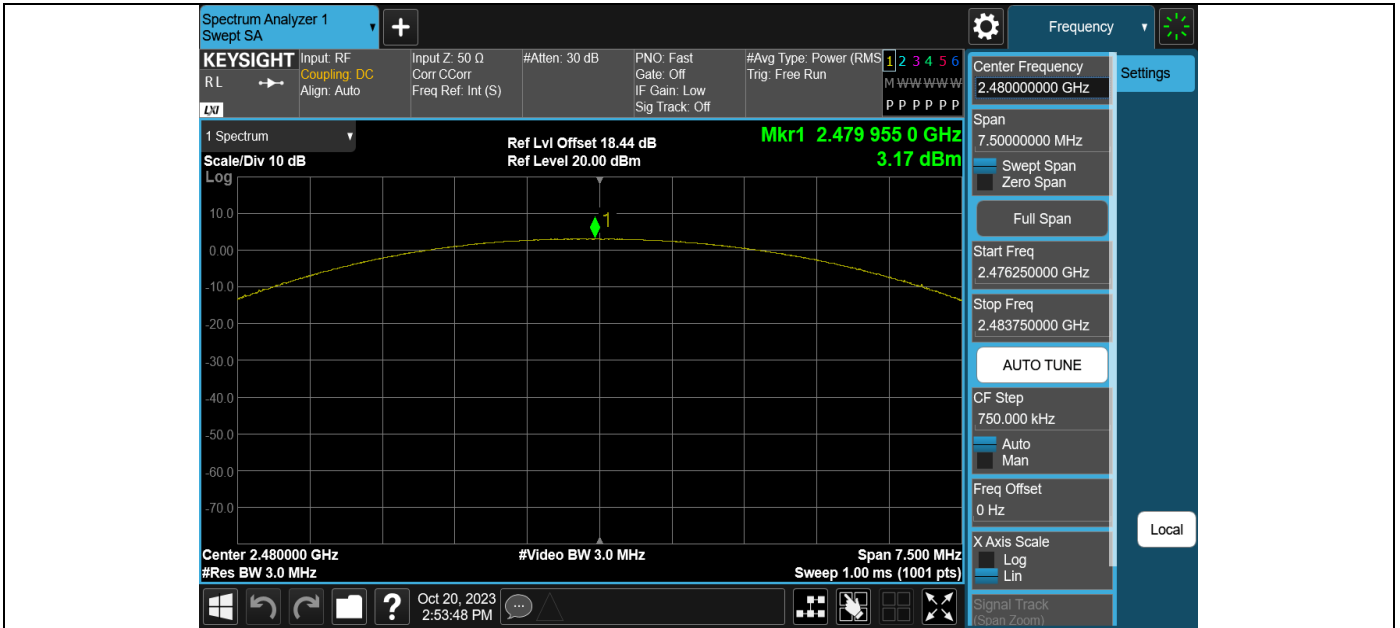 Spectrum Analyzer 1
Swept SA
+
Frequency
KEYSIGHT
RL
LXI
Input: RF
Coupling: DC
Align: Auto
Input Z: 50 Ω
Corr CCorr
Freq Ref: Int (S)
#Atten: 30 dB
PNO: Fast
Gate: Off
IF Gain: Low
Sig Track: Off
#Avg Type: Power (RMS
Trig: Free Run
1 2 3 4 5 6
M W W W W W
P P P P P P
1 Spectrum
Scale/Div 10 dB
Log
Ref Lvl Offset 18.44 dB
Ref Level 20.00 dBm
Mkr1 2.479 955 0 GHz
3.17 dBm
1
10.0
0.00
-10.0
-20.0
-30.0
-40.0
-50.0
-60.0
-70.0
Center 2.480000 GHz
#Res BW 3.0 MHz
#Video BW 3.0 MHz
Span 7.500 MHz
Sweep 1.00 ms (1001 pts)
Center Frequency
2.480000000 GHz
Settings
Span
7.50000000 MHz
Swept Span
Zero Span
Full Span
Start Freq
2.476250000 GHz
Stop Freq
2.483750000 GHz
AUTO TUNE
CF Step
750.000 kHz
Auto
Man
Freq Offset
0 Hz
X Axis Scale
Log
Lin
Local
Signal Track
(Span Zoom)
?
Oct 20, 2023
2:53:48 PM